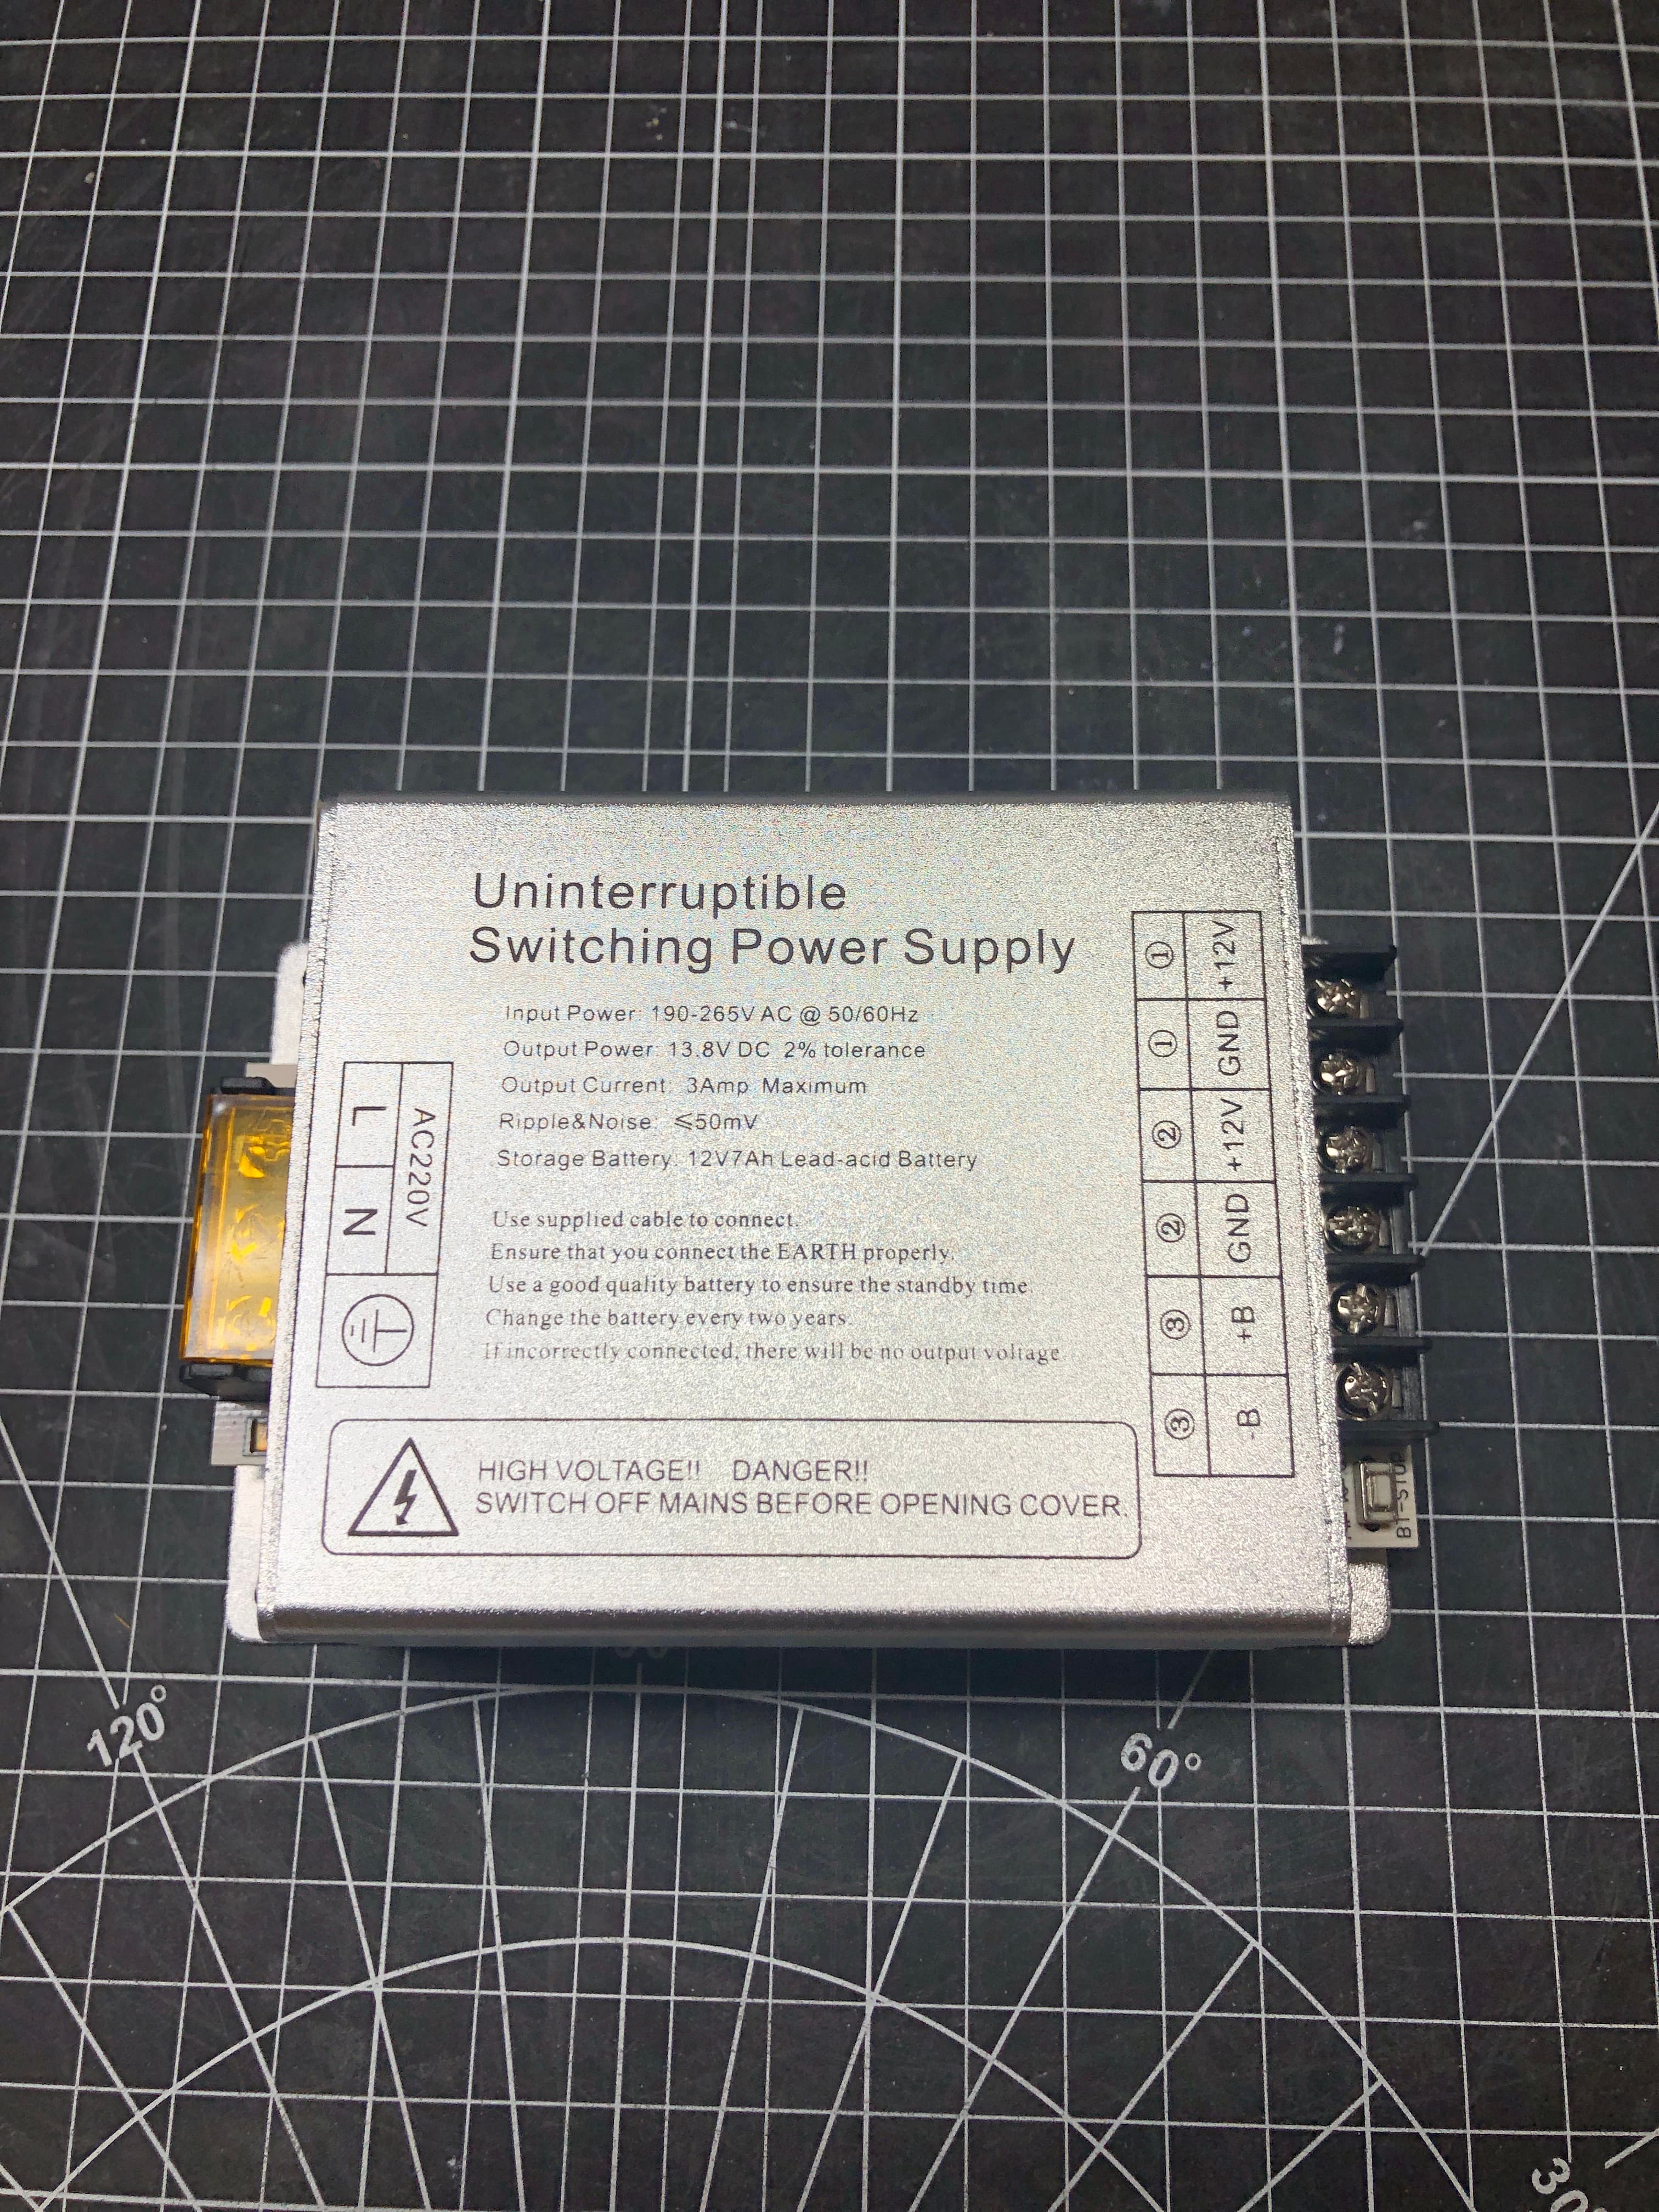 Uninterruptible
Switching Power Supply
Input Power: 190-265V AC @ 50/60Hz
Output Power: 13.8V DC 2% tolerance
Output Current: 3Amp Maximum
Ripple&Noise: ≤50mV
Storage Battery: 12V7Ah Lead-acid Battery
Use supplied cable to connect.
Ensure that you connect the EARTH properly.
Use a good quality battery to ensure the standby time.
Change the battery every two years.
If incorrectly connected, there will be no output voltage
HIGH VOLTAGE!! DANGER!!
SWITCH OFF MAINS BEFORE OPENING COVER.
AC220V
L
N
① +12V
① GND
② +12V
② GND
③ +B
③ -B
BT-STOP
120°
60°
30